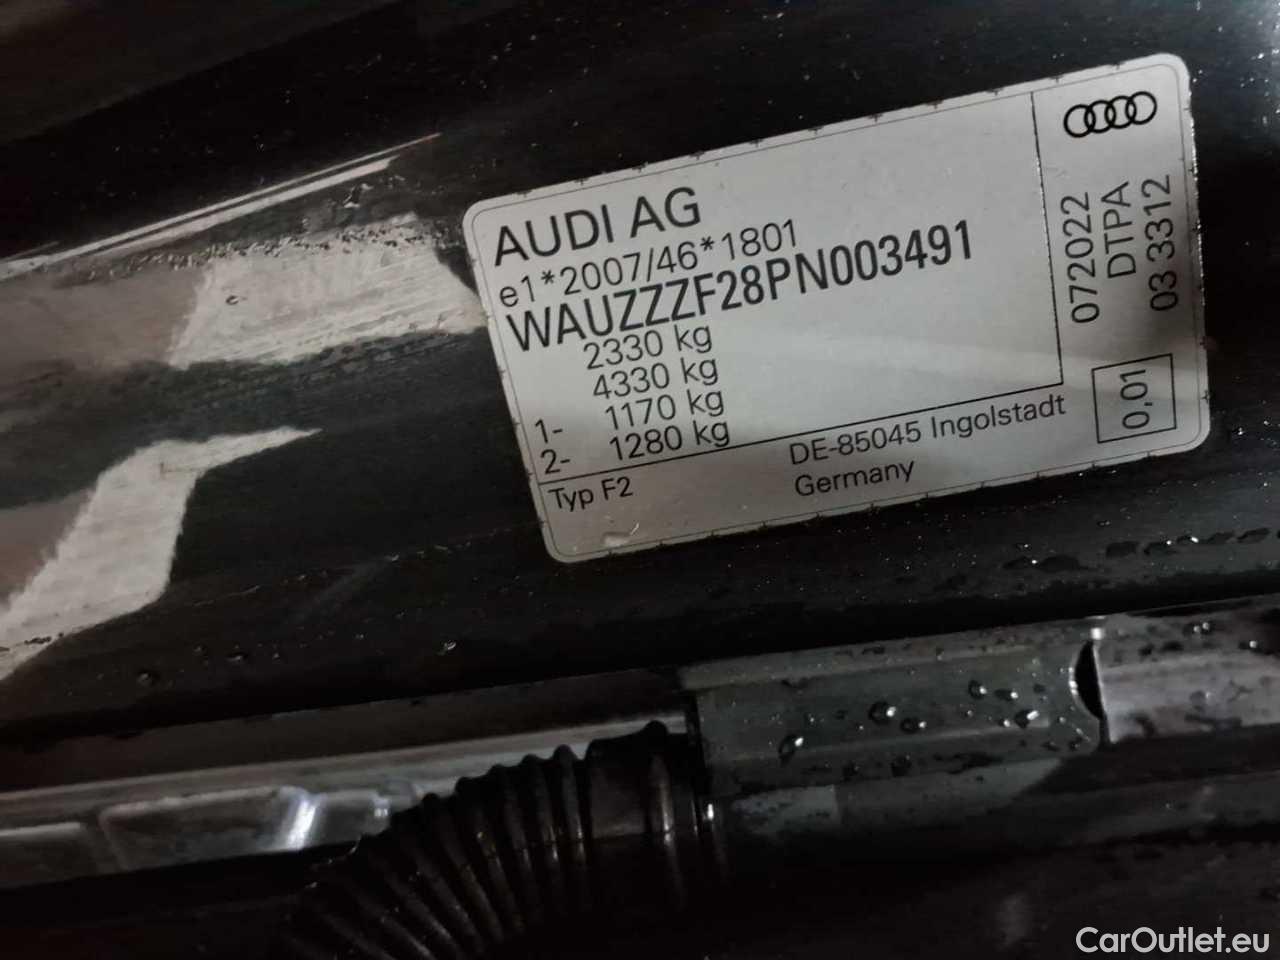 AUDI AG
e1*2007/46*1801
WAUZZZF28PN003491
2330 kg
4330 kg
1- 1170 kg
2- 1280 kg
Typ F2
DE-85045 Ingolstadt
Germany
072022
DTPA
03 3312
0,01
CarOutlet.eu